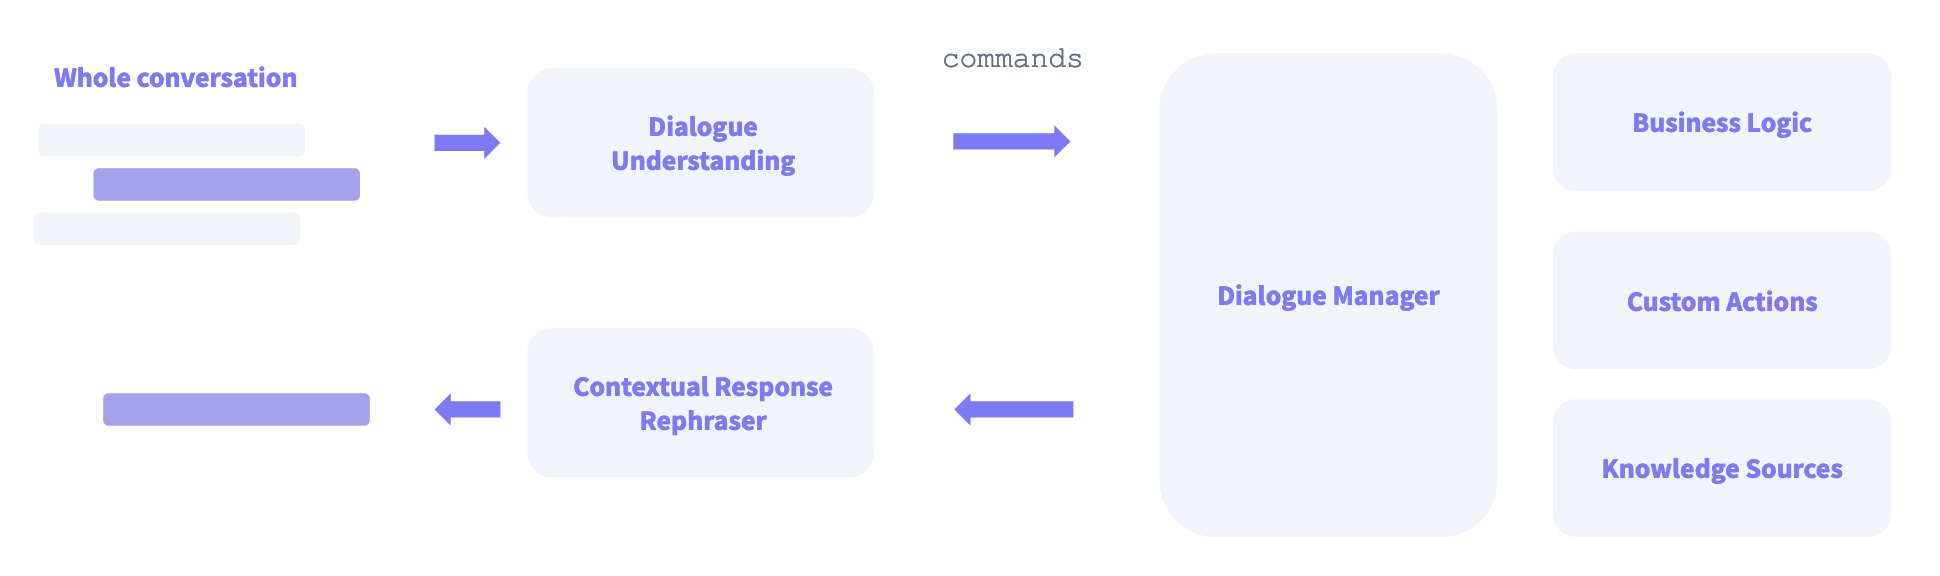 Whole conversation
Dialogue
Understanding
commands
Dialogue Manager
Business Logic
Custom Actions
Knowledge Sources
Contextual Response
Rephraser